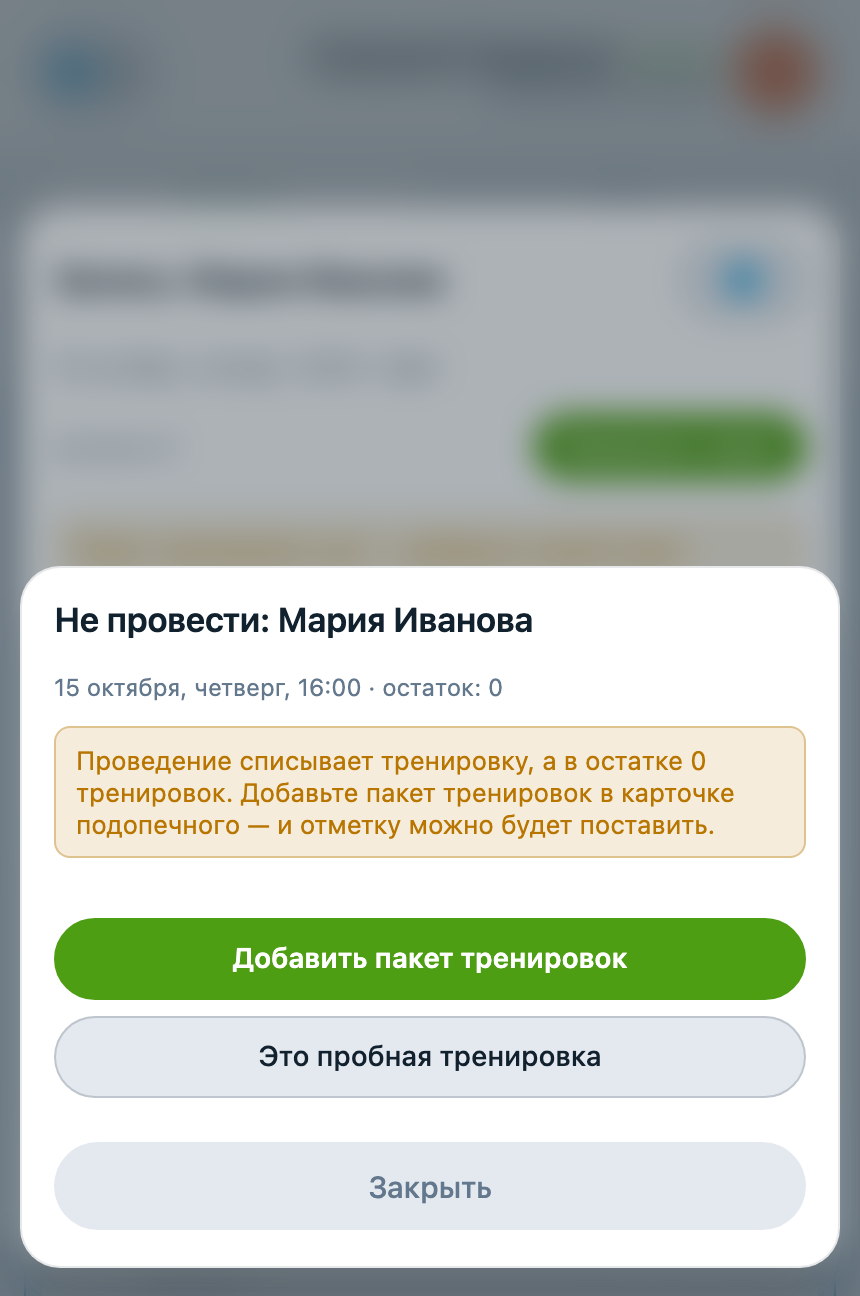 Не провести: Мария Иванова
15 октября, четверг, 16:00 · остаток: 0
Проведение списывает тренировку, а в остатке 0
тренировок. Добавьте пакет тренировок в карточке
подопечного — и отметку можно будет поставить.
Добавить пакет тренировок
Это пробная тренировка
Закрыть